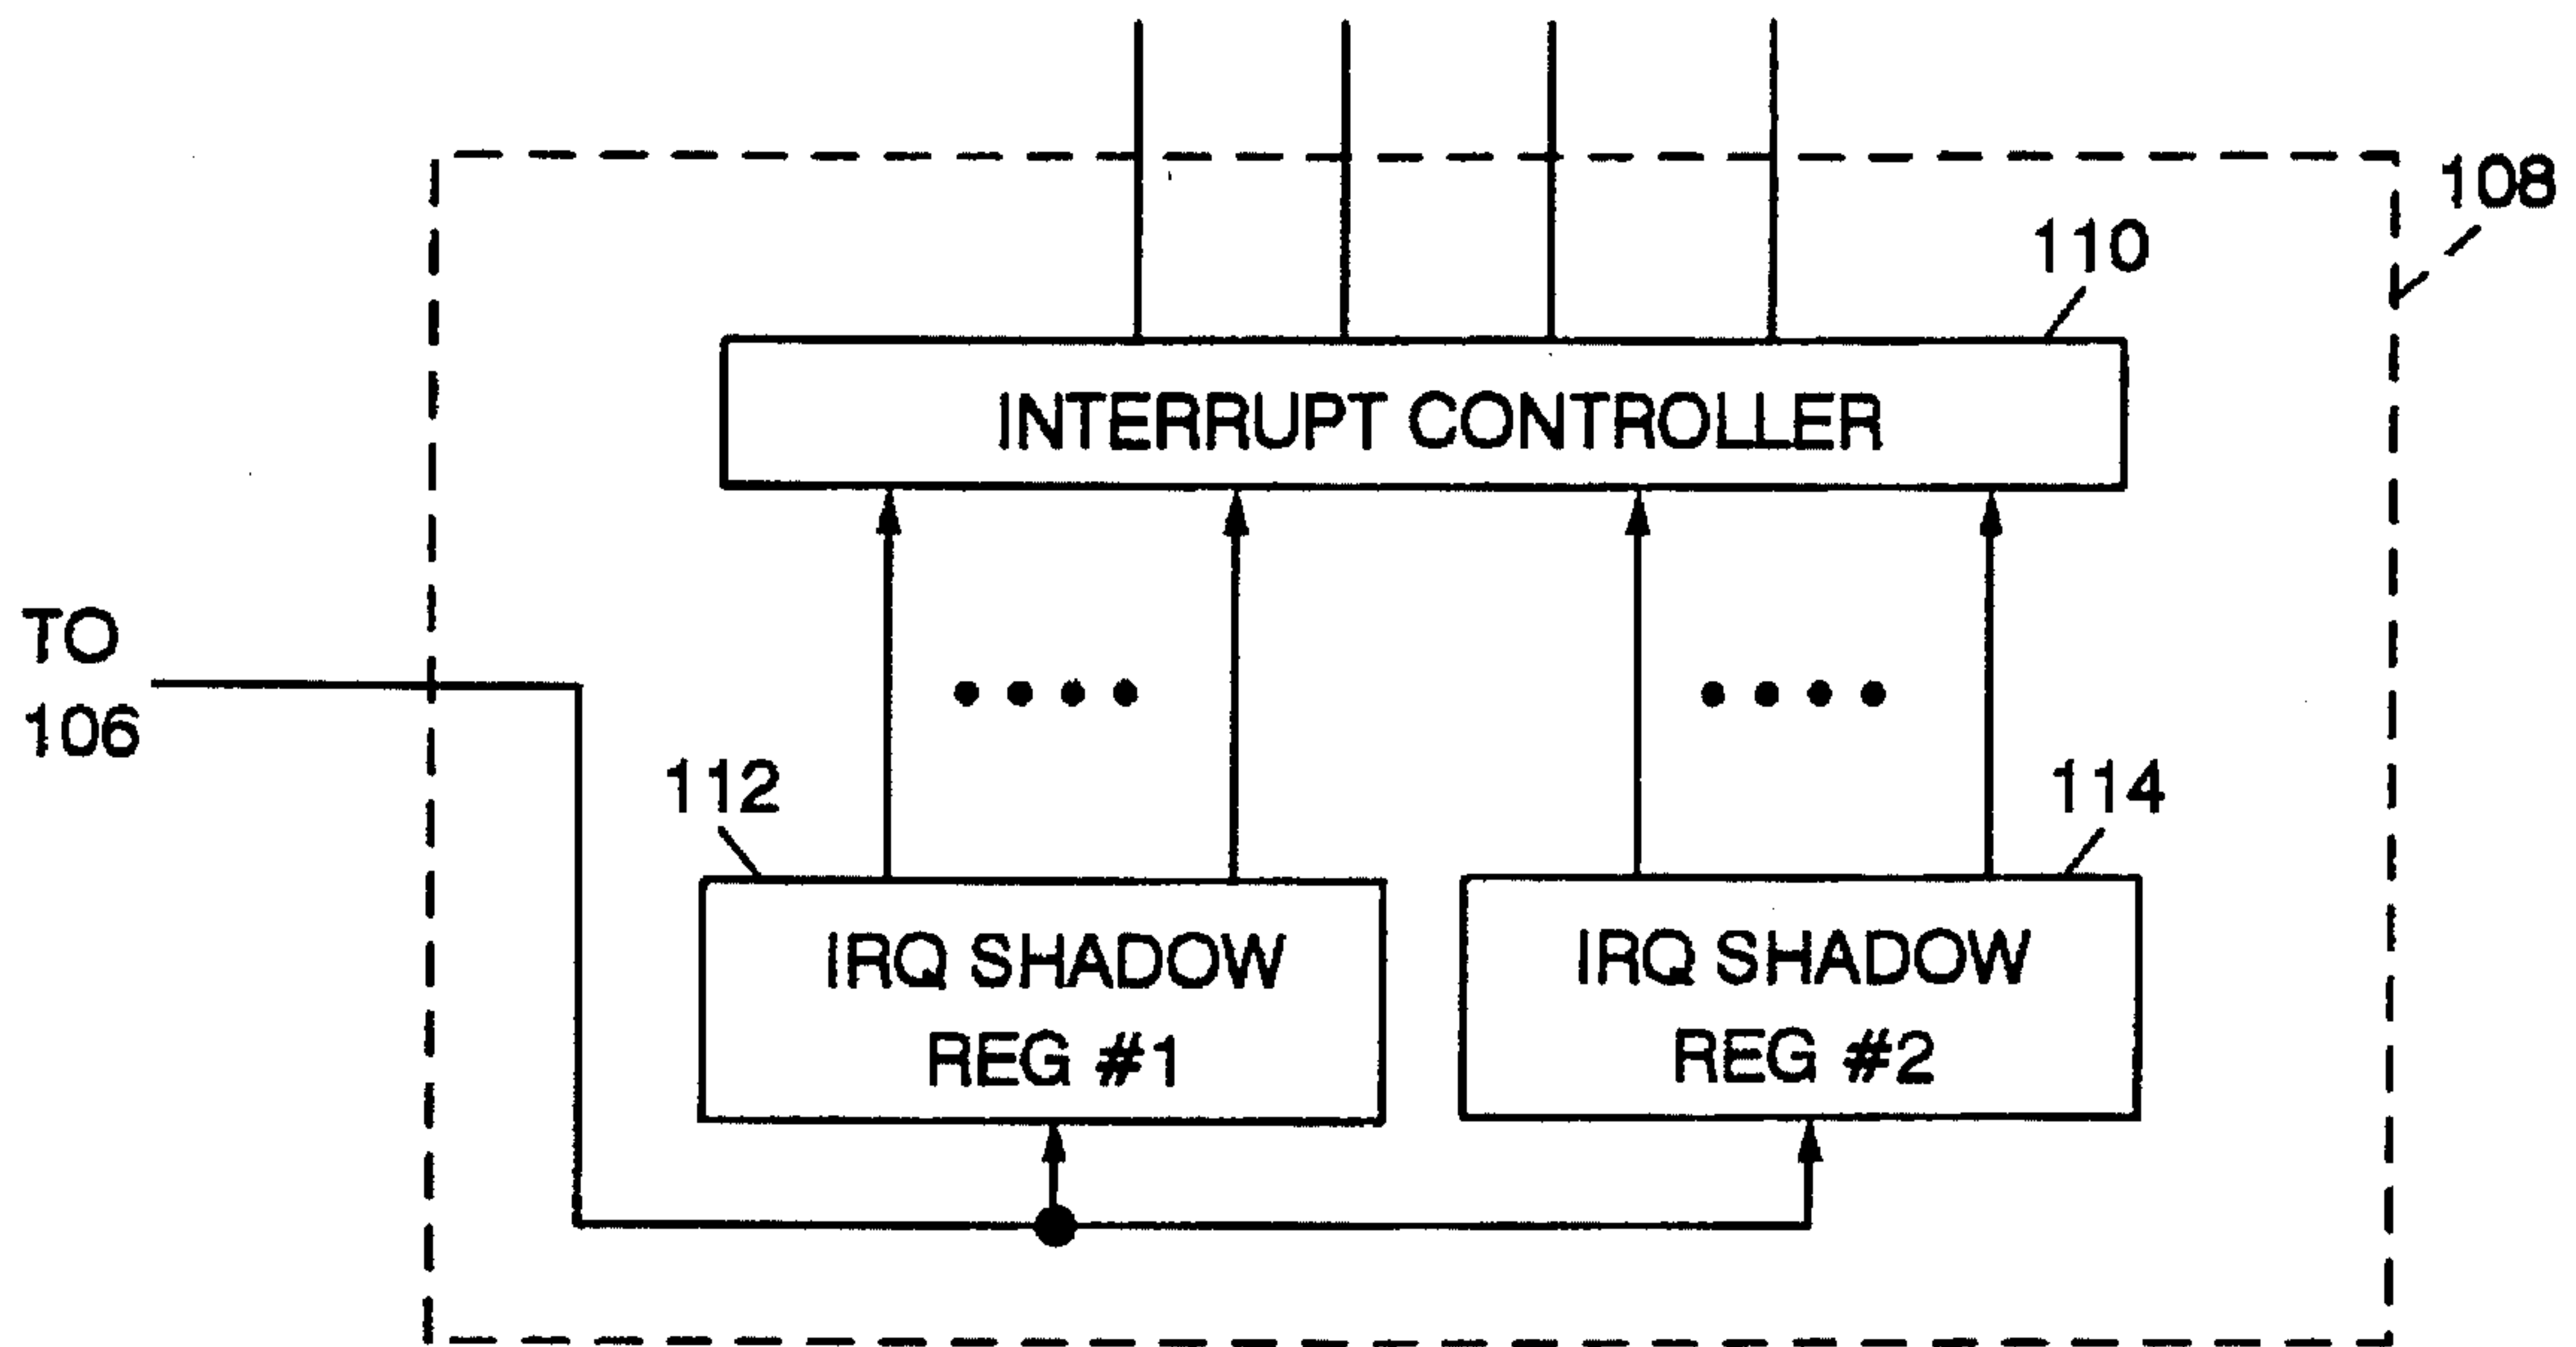 108
110
INTERRUPT CONTROLLER
TO
106
112
114
IRQ SHADOW
REG #1
IRQ SHADOW
REG #2